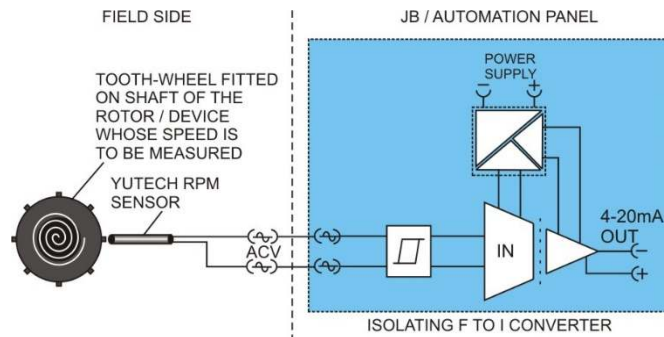 FIELD SIDE
JB / AUTOMATION PANEL
TOOTH-WHEEL FITTED
ON SHAFT OF THE
ROTOR / DEVICE
WHOSE SPEED IS
TO BE MEASURED
YUTECH RPM
SENSOR
ACV
POWER
SUPPLY
− +
IN
4-20mA
OUT
−
+
ISOLATING F TO I CONVERTER